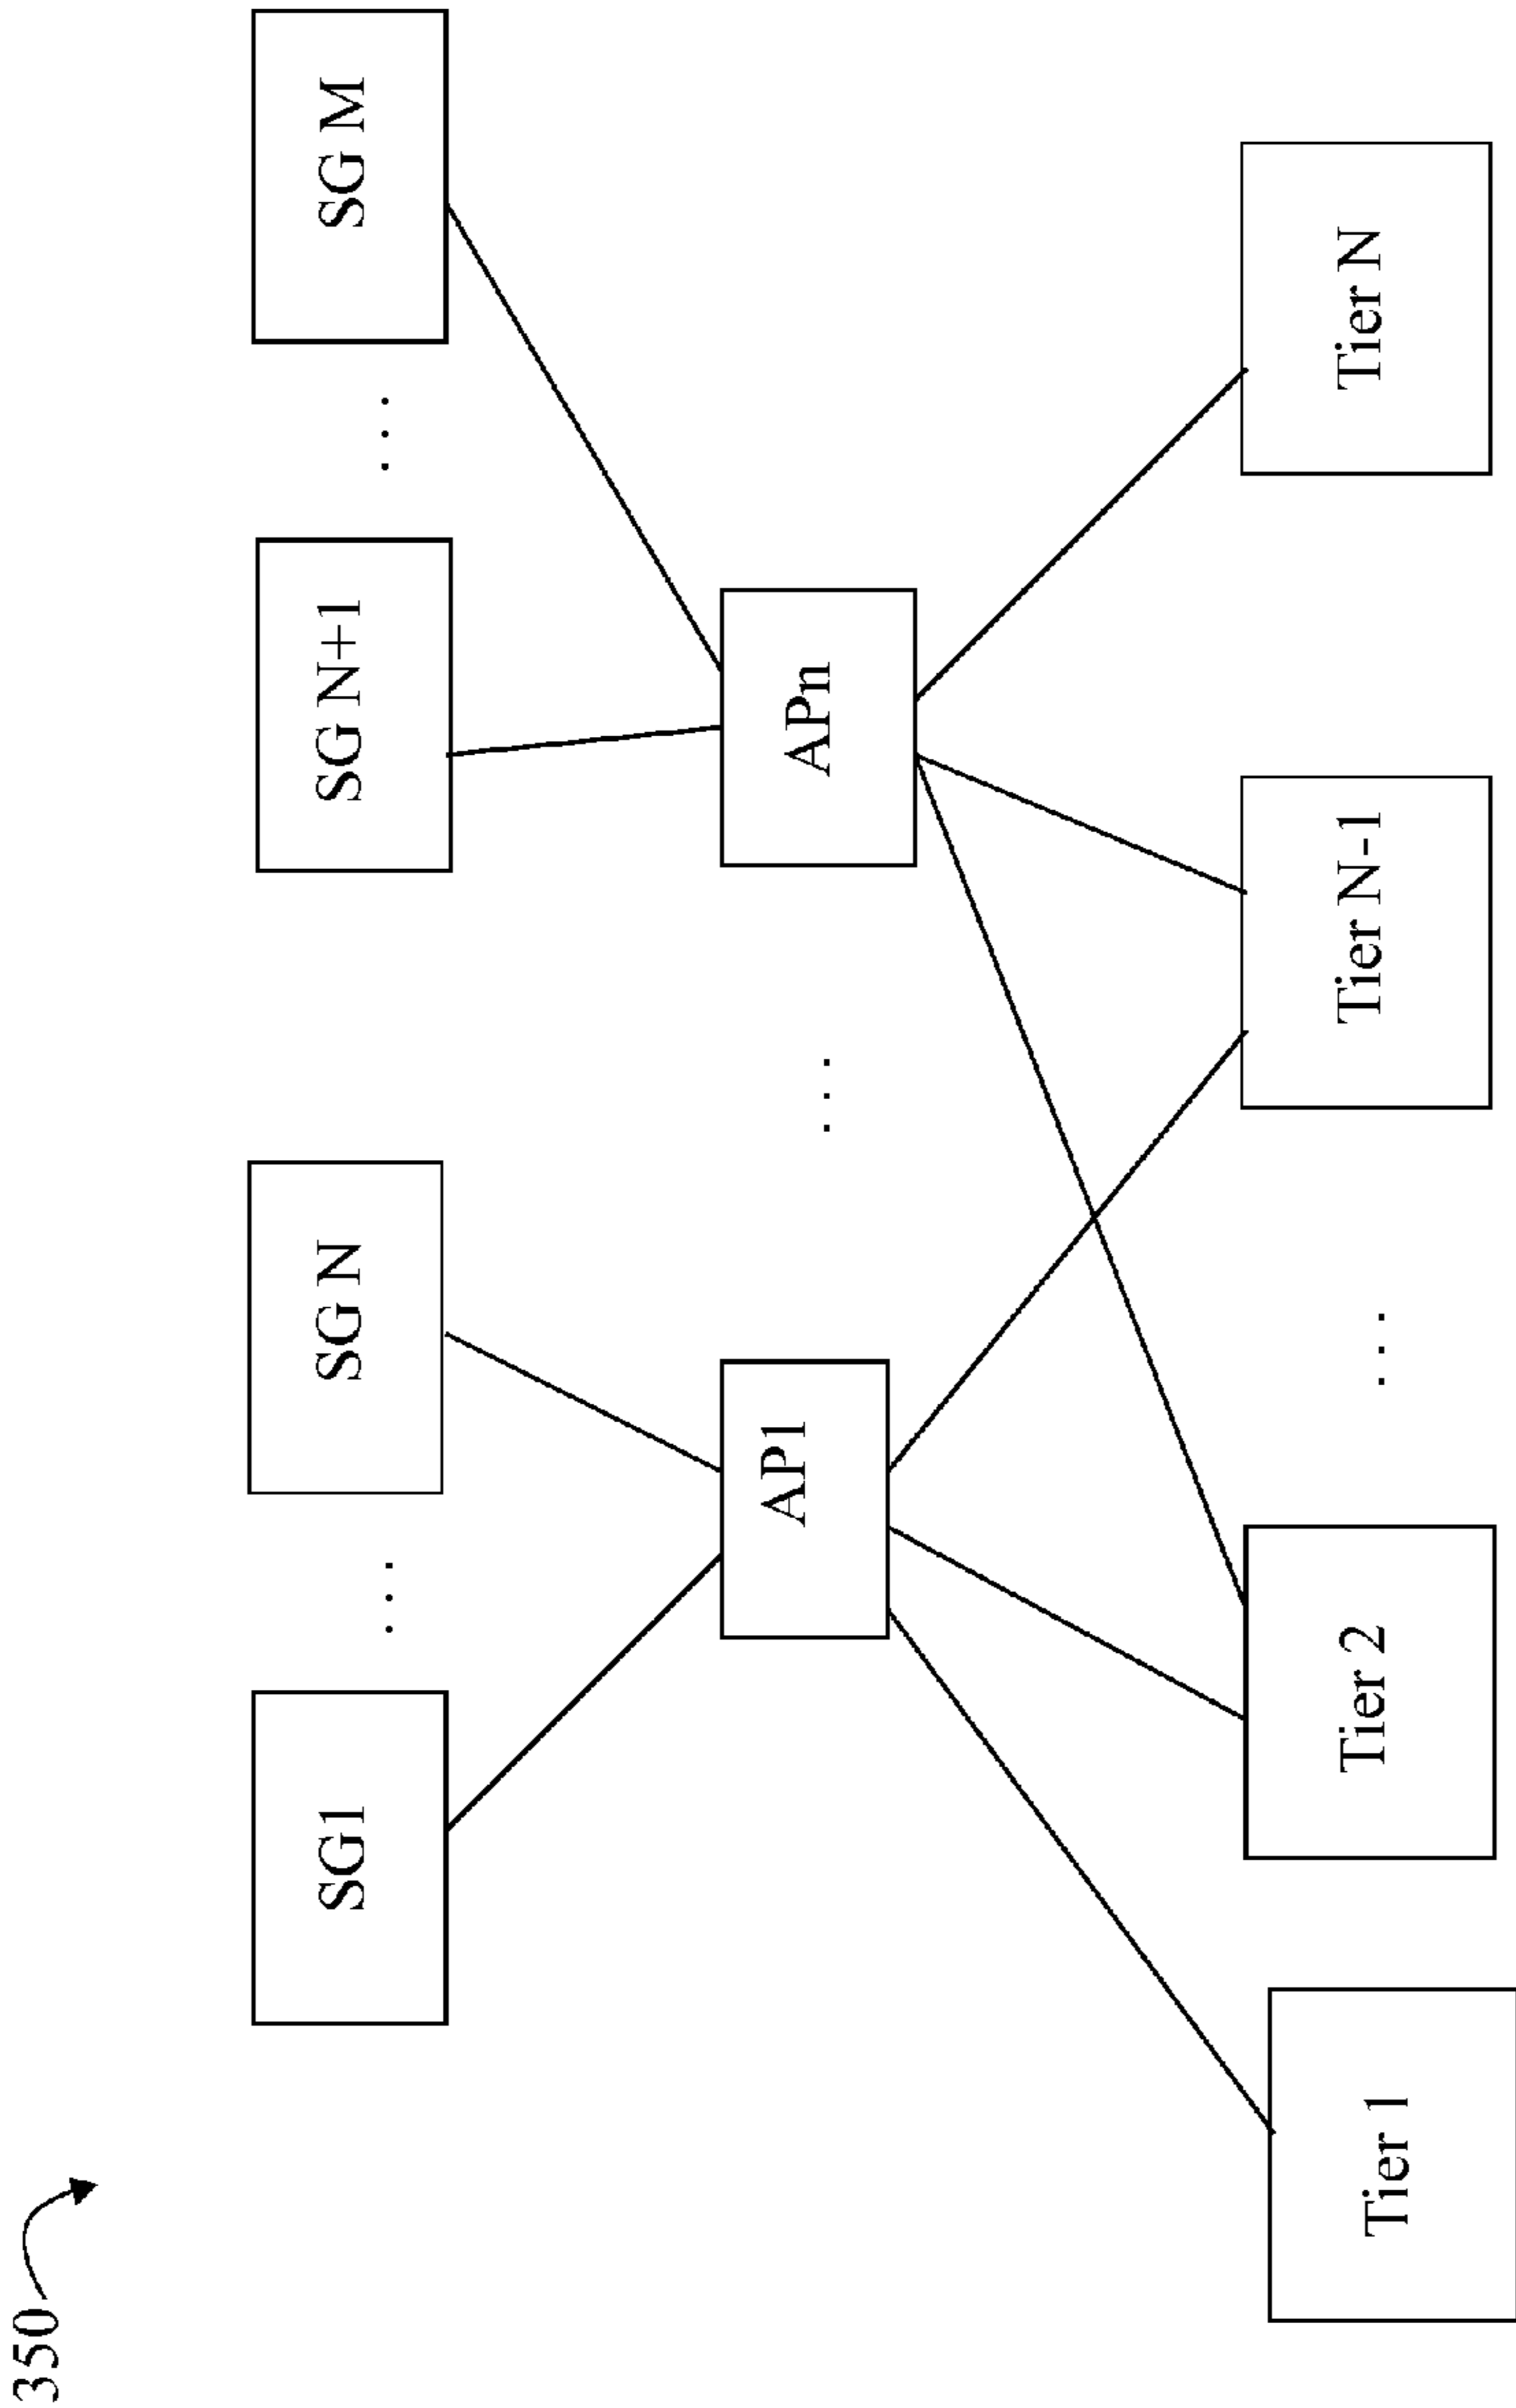 350
SG1
. . .
SG N
SG N+1
. . .
SG M
AP1
. . .
APn
Tier 1
Tier 2
. . .
Tier N-1
Tier N